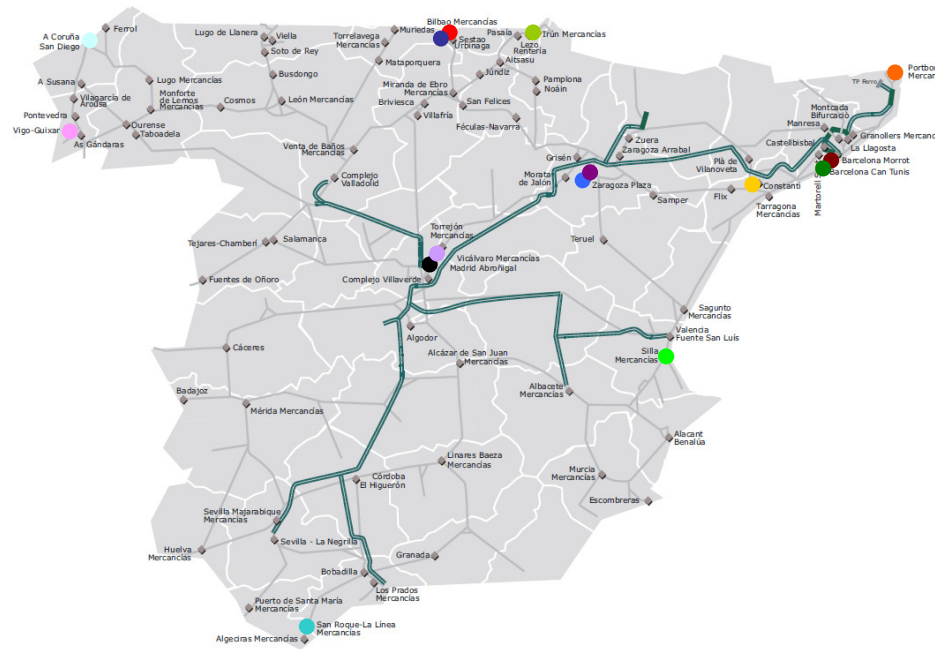 Ferrol
A Coruña
San Diego
Lugo de Llanera
Viella
Soto de Rey
Torrelavega
Mercancías
Muriedas
Bilbao Mercancías
Sestao
Urbinaga
Pasaia
Lezo
Rentería
Irún Mercancías
Altsasu
Mataporquera
Jundiz
Pamplona
Noáin
Miranda de Ebro
Mercancías
Briviesca
San Felices
Villafría
Féculas-Navarra
Busdongo
León Mercancías
Cosmos
A Susana
Lugo Mercancías
Monforte
de Lemos
Mercancías
Vilagarcía de
Arousa
Pontevedra
Vigo-Guixar
As Gándaras
Ourense
Taboadela
Venta de Baños
Mercancías
Complejo
Valladolid
Grisén
Zuera
Zaragoza Arrabal
Morata
de Jalón
Zaragoza Plaza
Plà de
Vilanoveta
Samper
Flix
Constantí
Tarragona
Mercancías
TP Ferro
Portbou
Mercan
Montcada
Bifurcació
Manresa
Granollers Mercanc
Castellbisbal
La Llagosta
Barcelona Morrot
Barcelona Can Tunis
Martorell
Torrejón
Mercancías
Vicálvaro Mercancías
Madrid Abroñigal
Complejo Villaverde
Tejares-Chamberí
Salamanca
Fuentes de Oñoro
Teruel
Sagunto
Mercancías
Valencia
Fuente San Luís
Silla
Mercancías
Algodor
Alcázar de San Juan
Mercancías
Albacete
Mercancías
Cáceres
Badajoz
Mérida Mercancías
Alacant
Benalúa
Linares Baeza
Mercancías
Murcia
Mercancías
Escombreras
Córdoba
El Higuerón
Sevilla Majarabique
Mercancías
Sevilla - La Negrilla
Huelva
Mercancías
Granada
Bobadilla
Los Prados
Mercancías
Puerto de Santa María
Mercancías
San Roque-La Línea
Mercancías
Algeciras Mercancías